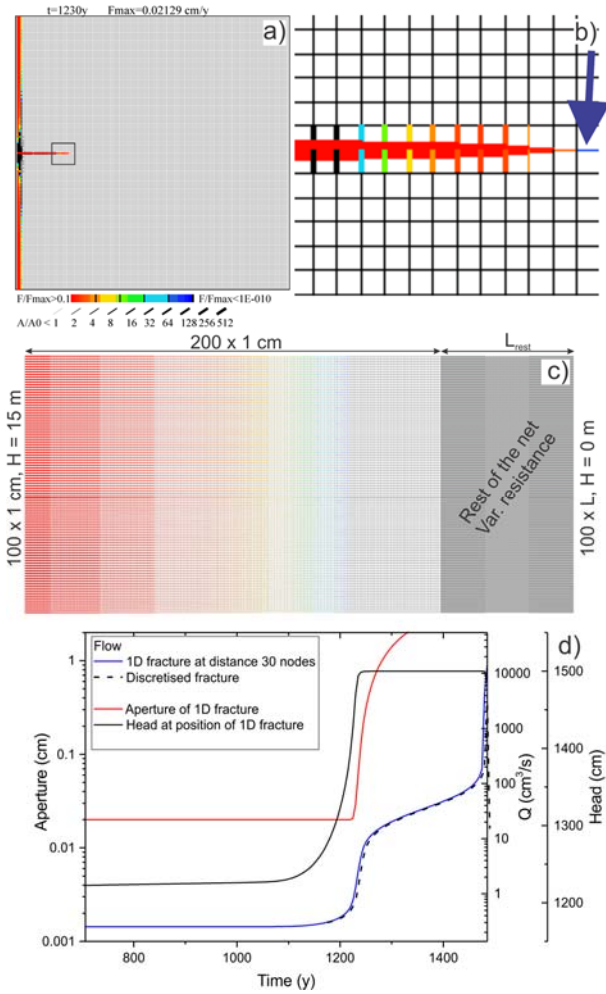 t=1230y Fmax=0.02129 cm/y
a)
b)
F/Fmax>0.1
F/Fmax<1E-010
A/A0 < 1 2 4 8 16 32 64 128 256 512
200 x 1 cm
Lrest
c)
100 x 1 cm, H = 15 m
Rest of the net
Var. resistance
100 x L, H = 0 m
d)
Flow
1D fracture at distance 30 nodes
Discretised fracture
Aperture of 1D fracture
Head at position of 1D fracture
Aperture (cm)
1
0.1
0.01
0.001
10000
1000
100
10
1
Q (cm³/s)
1500
1400
1300
1200
Head (cm)
800 1000 1200 1400
Time (y)